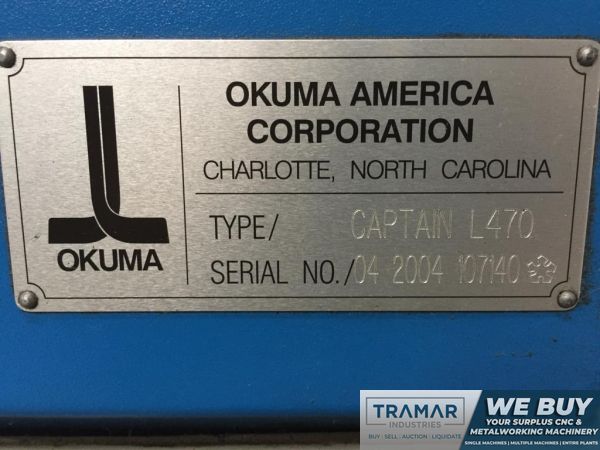 OKUMA AMERICA
CORPORATION
CHARLOTTE, NORTH CAROLINA
OKUMA
TYPE/ CAPTAIN L470
SERIAL NO./ 04 2004 107140
TRAMAR
INDUSTRIES
BUY | SELL | AUCTION | LIQUIDATE
WE BUY
YOUR SURPLUS CNC &
METALWORKING MACHINERY
SINGLE MACHINES | MULTIPLE MACHINES | ENTIRE PLANTS